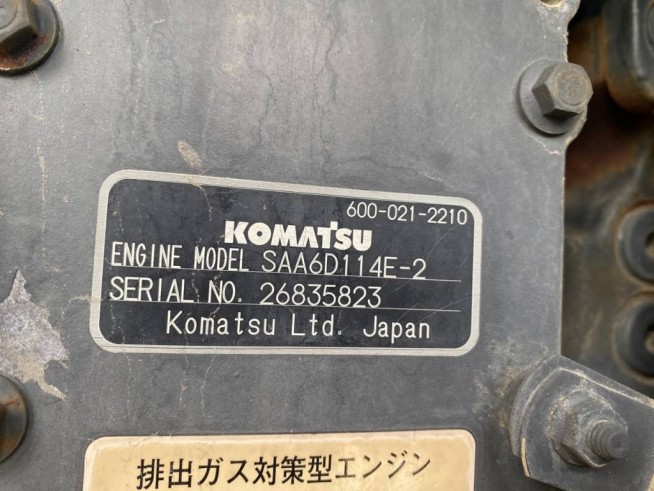 600-021-2210
KOMATSU
ENGINE MODEL SAA6D114E-2
SERIAL NO. 26835823
Komatsu Ltd. Japan
排出ガス対策型エンジン